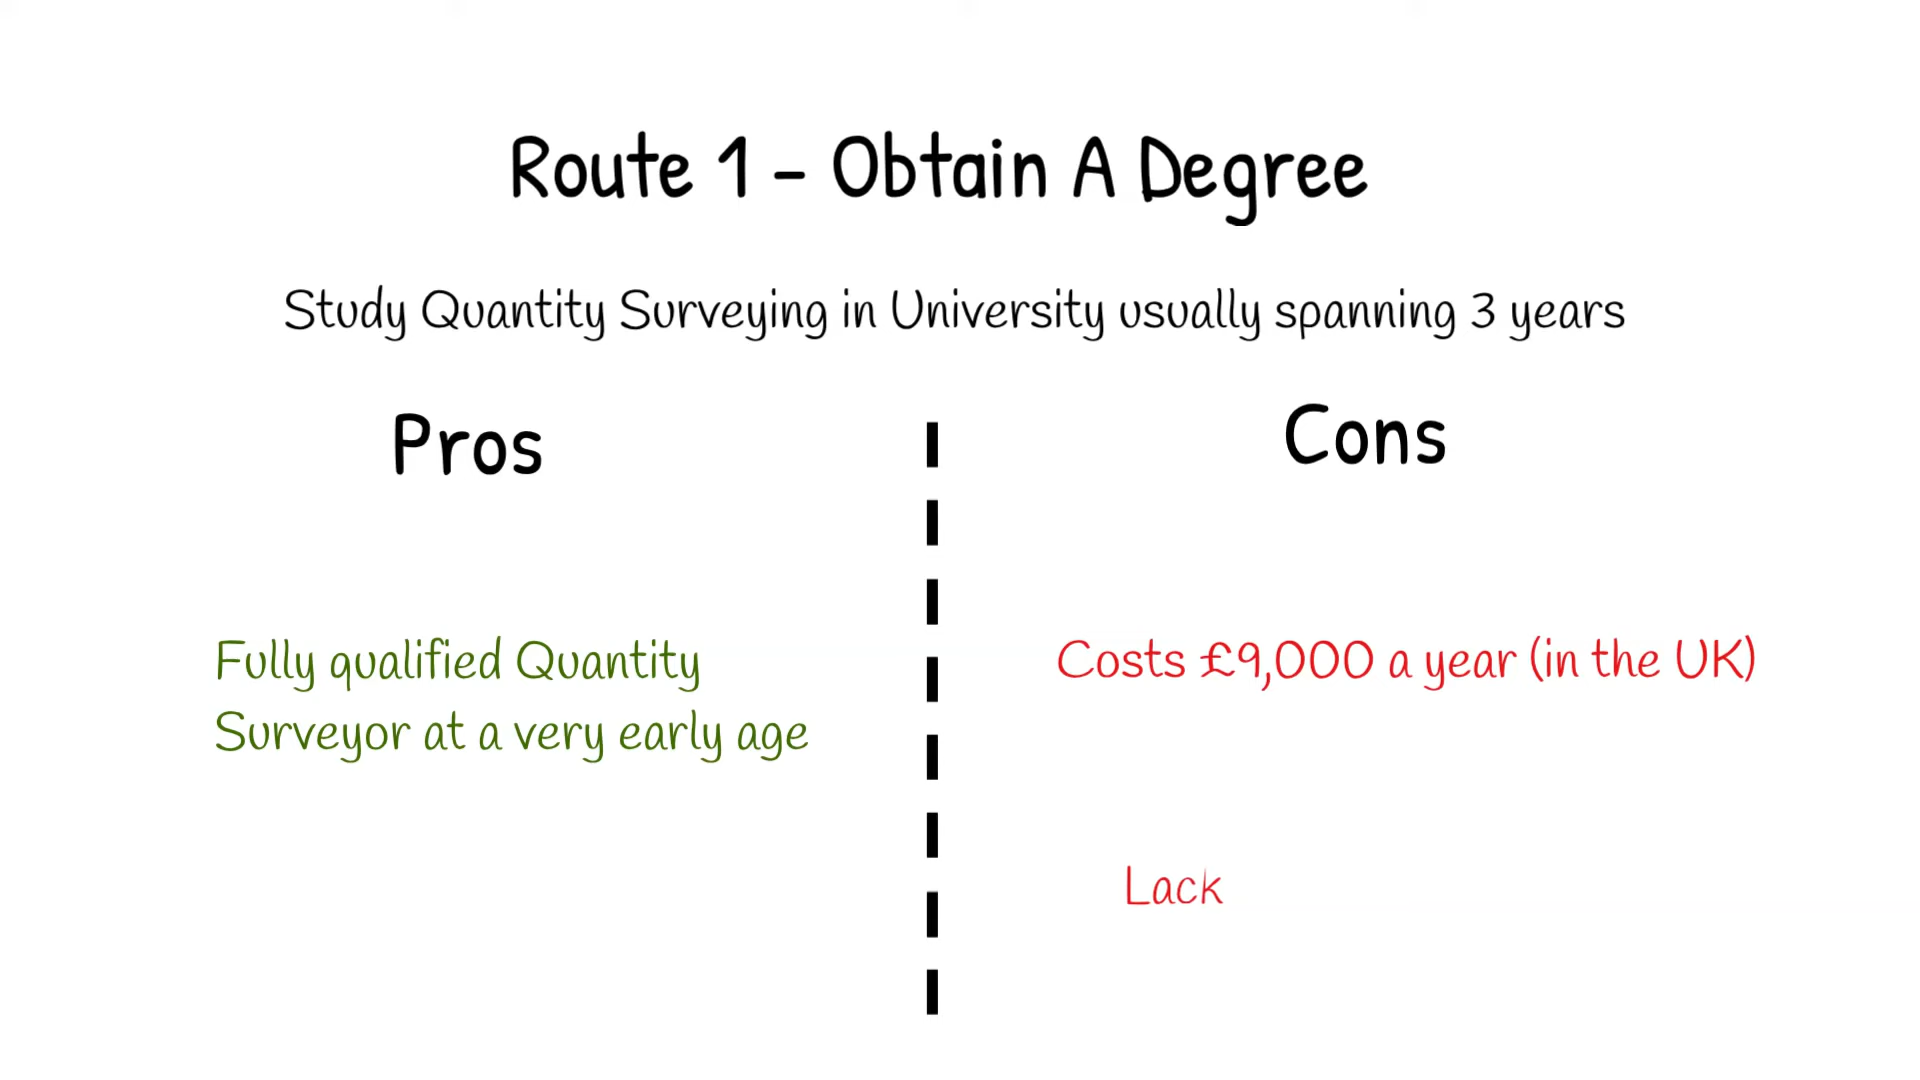 Route 1 - Obtain A Degree
Study Quantity Surveying in University usually spanning 3 years
Pros
Cons
Fully qualified Quantity
Surveyor at a very early age
Costs £9,000 a year (in the UK)
Lack